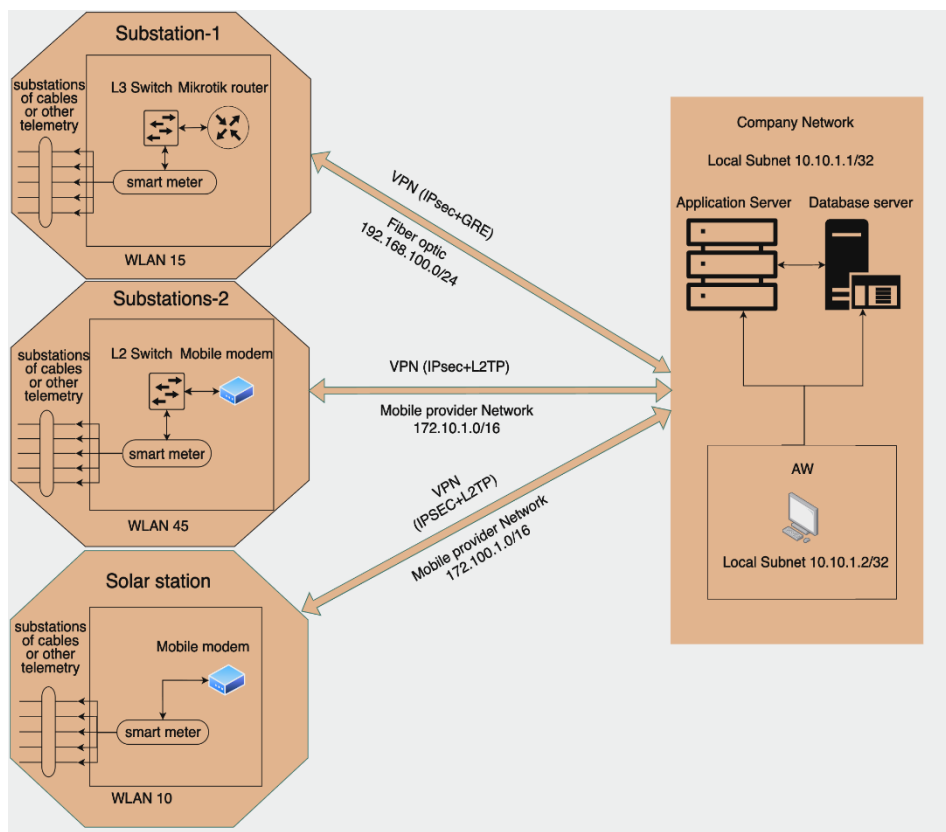 Substation-1
substations
of cables
or other
telemetry
L3 Switch Mikrotik router
smart meter
WLAN 15
Substations-2
substations
of cables
or other
telemetry
L2 Switch Mobile modem
smart meter
WLAN 45
Solar station
substations
of cables
or other
telemetry
Mobile modem
smart meter
WLAN 10
VPN (IPsec+GRE)
Fiber optic
192.168.100.0/24
VPN (IPsec+L2TP)
Mobile provider Network
172.10.1.0/16
VPN
(IPSEC+L2TP)
Mobile provider Network
172.100.1.0/16
Company Network
Local Subnet 10.10.1.1/32
Application Server
Database server
AW
Local Subnet 10.10.1.2/32